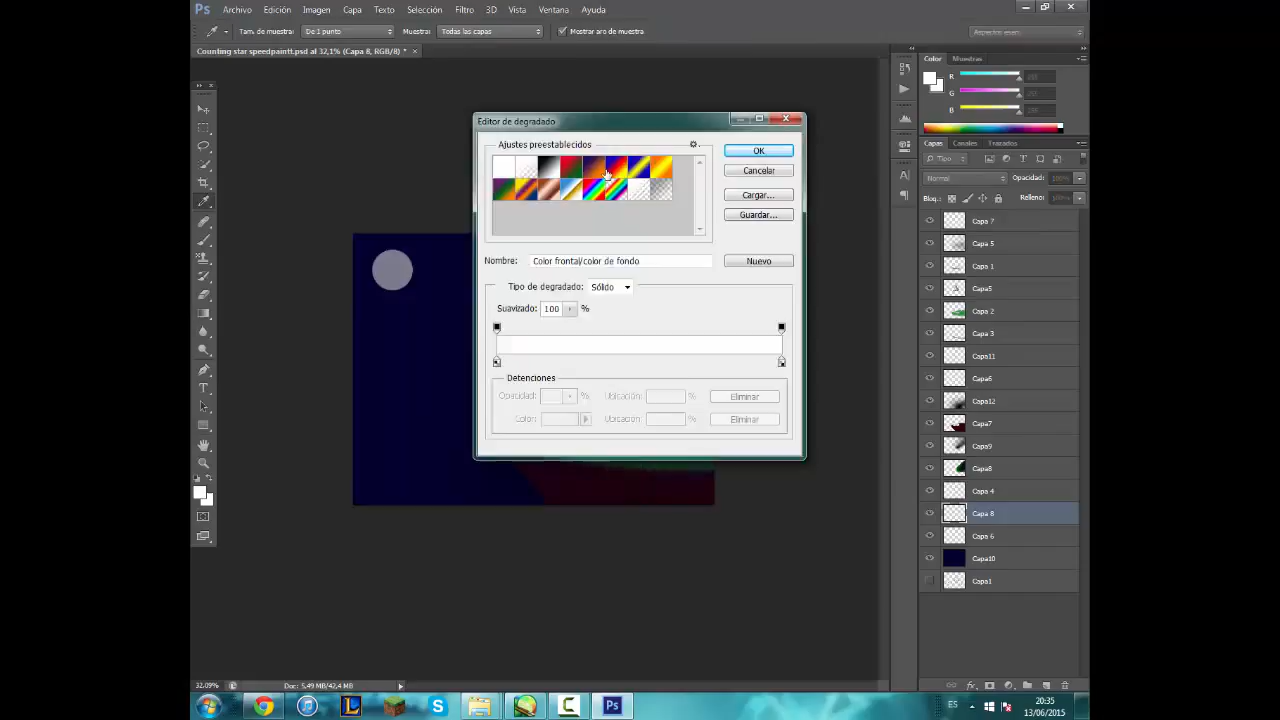 Ps Archivo Edición Imagen Capa Texto Selección Filtro 3D Vista Ventana Ayuda
Tam. de muestra: De 1 punto Muestra: Todas las capas Mostrar aro de muestra
Counting star speedpaintt.psd al 32,1% (Capa 8, RGB/8) *
Editor de degradado
Ajustes preestablecidos
OK
Cancelar
Cargar...
Guardar...
Nombre: Color frontal/color de fondo Nuevo
Tipo de degradado: Sólido
Suavizado: 100 %
Detenciones
Opacidad: % Ubicación: % Eliminar
Color: Ubicación: % Eliminar
Color Muestras
R
G
B
Capas Canales Trazados
Tipo
Normal Opacidad: 100%
Bloq.: Relleno: 100%
Capa 7
Capa 5
Capa 1
Capa5
Capa 2
Capa 3
Capa11
Capa6
Capa12
Capa7
Capa9
Capa8
Capa 4
Capa 8
Capa 6
Capa10
Capa1
32,09% Doc: 5,49 MB/42,4 MB
ES 20:35
13/06/2015